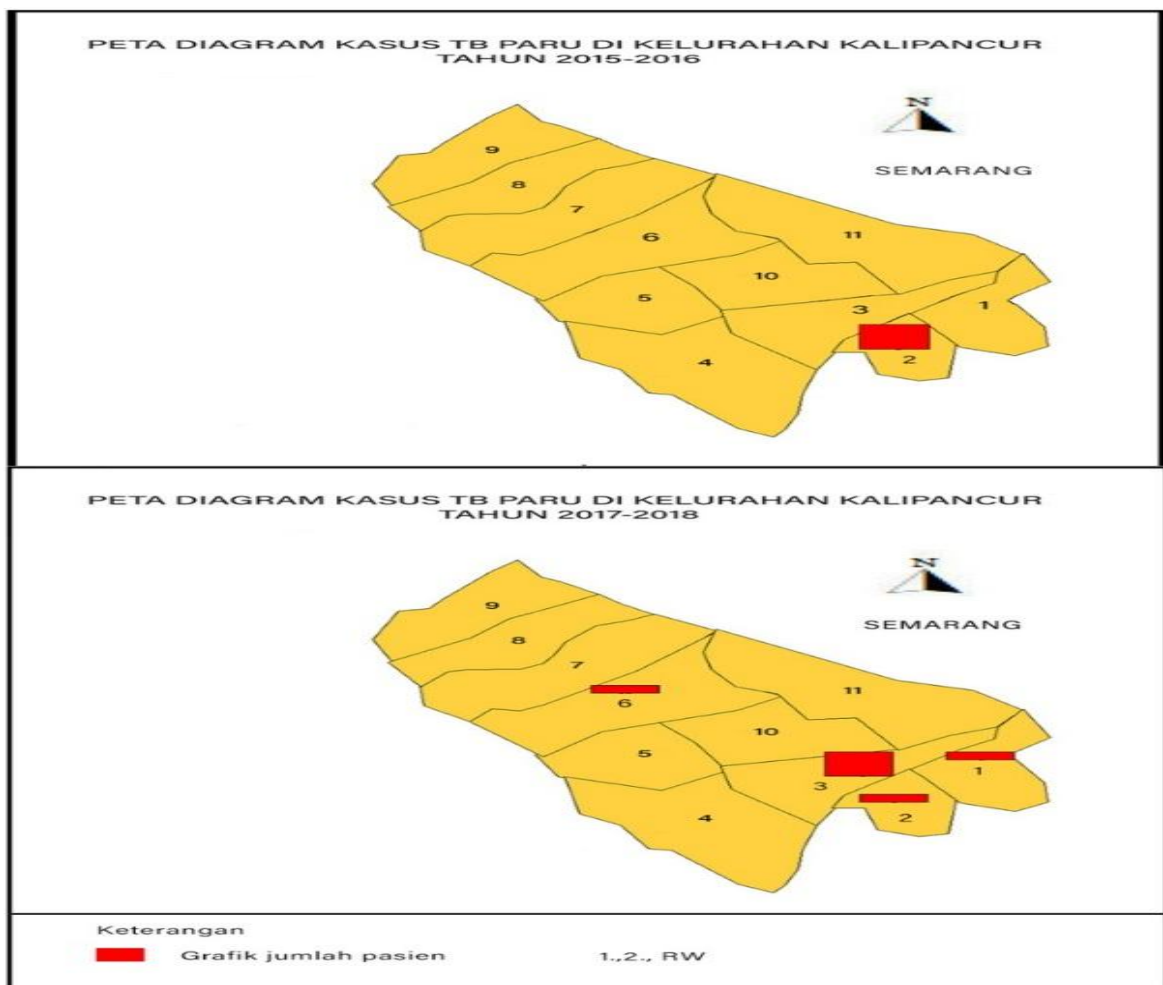 PETA DIAGRAM KASUS TB PARU DI KELURAHAN KALIPANCUR
TAHUN 2015-2016
N
SEMARANG
9
8
7
6
11
10
5
3
1
4
2
PETA DIAGRAM KASUS TB PARU DI KELURAHAN KALIPANCUR
TAHUN 2017-2018
N
SEMARANG
9
8
7
6
11
10
5
3
1
4
2
Keterangan
Grafik jumlah pasien
1.,2., RW